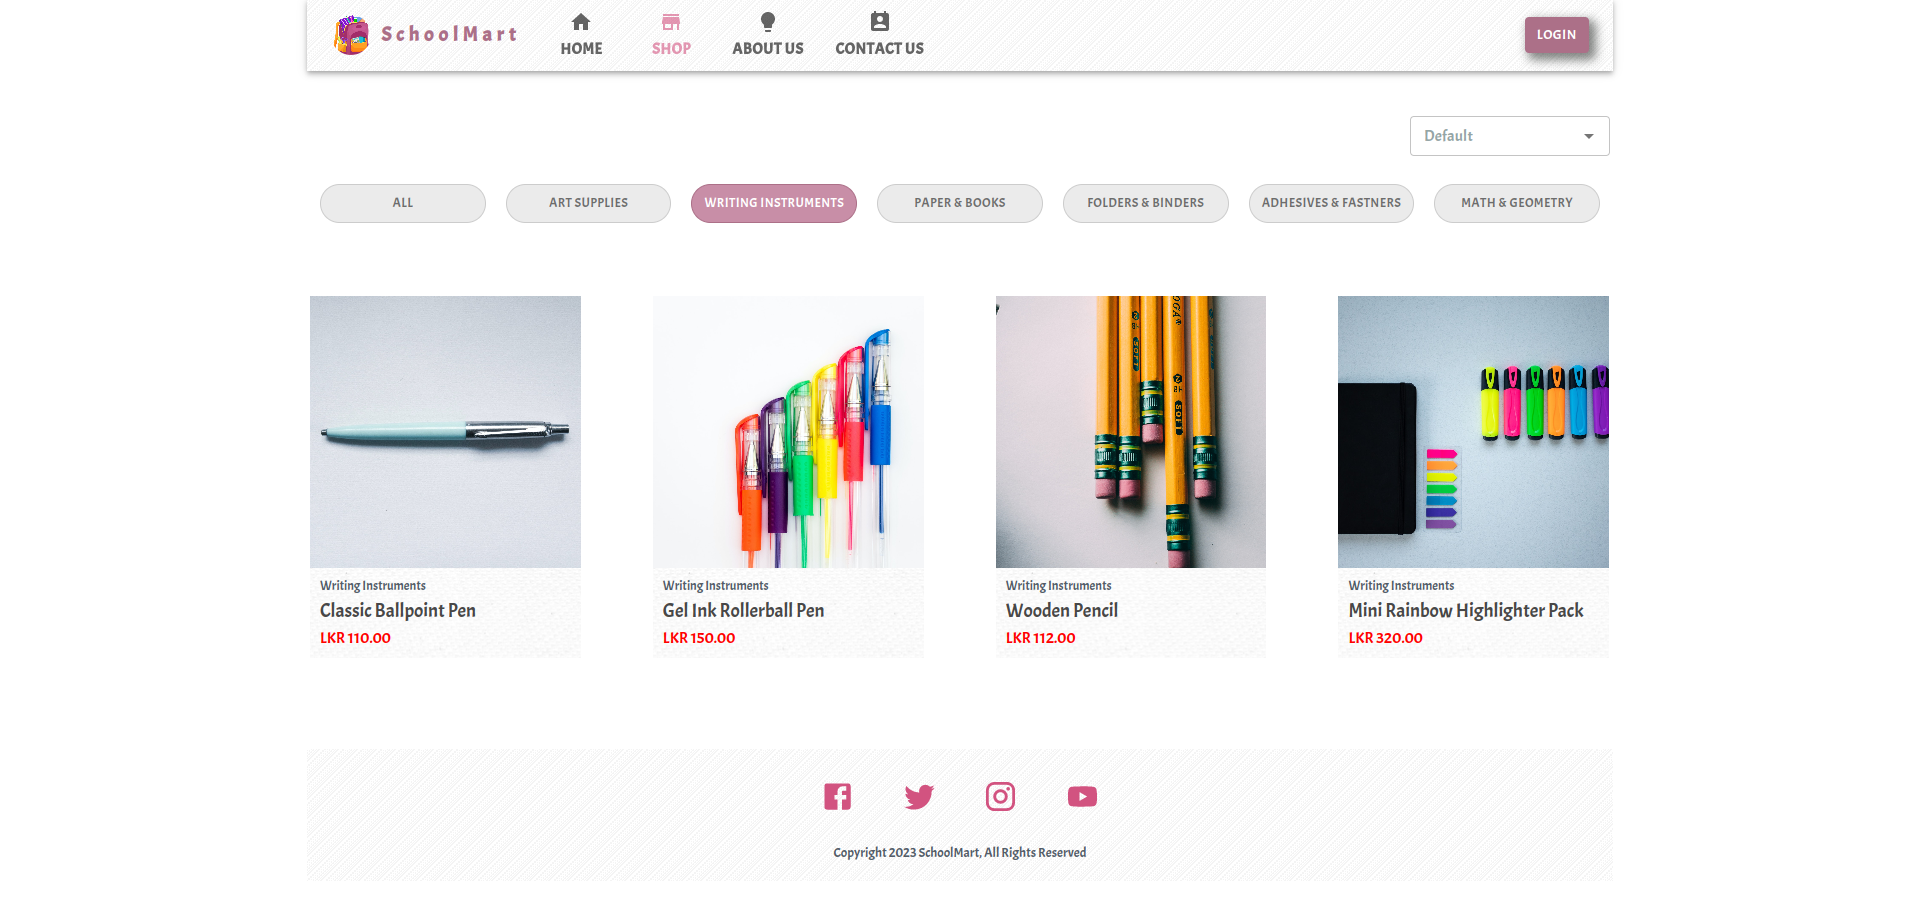 SchoolMart
HOME
SHOP
ABOUT US
CONTACT US
LOGIN
Default
ALL
ART SUPPLIES
WRITING INSTRUMENTS
PAPER & BOOKS
FOLDERS & BINDERS
ADHESIVES & FASTNERS
MATH & GEOMETRY
Writing Instruments
Classic Ballpoint Pen
LKR 110.00
Writing Instruments
Gel Ink Rollerball Pen
LKR 150.00
Writing Instruments
Wooden Pencil
LKR 112.00
Writing Instruments
Mini Rainbow Highlighter Pack
LKR 320.00
Copyright 2023 SchoolMart, All Rights Reserved